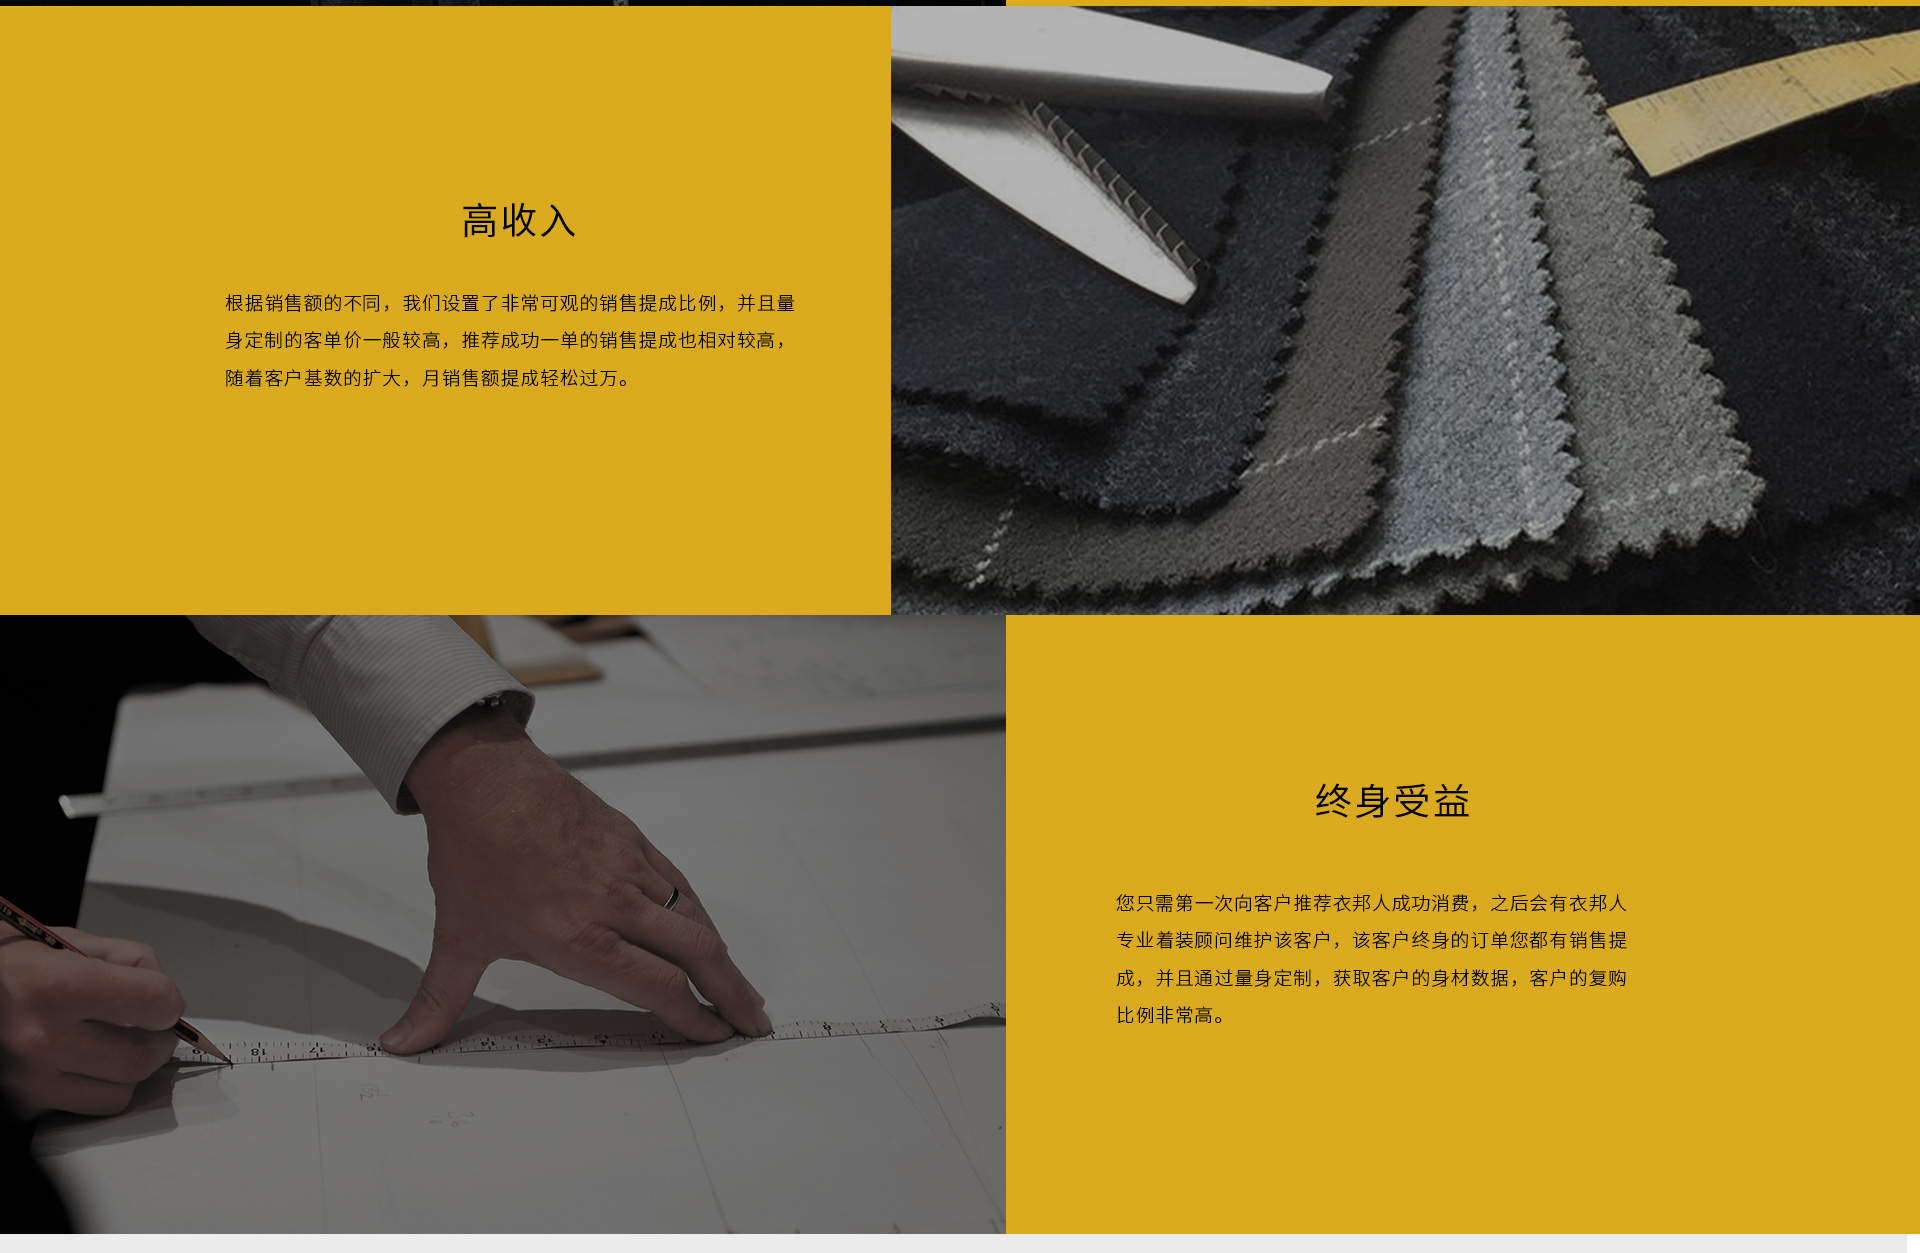 高收入
根据销售额的不同，我们设置了非常可观的销售提成比例，并且量
身定制的客单价一般较高，推荐成功一单的销售提成也相对较高，
随着客户基数的扩大，月销售额提成轻松过万。
终身受益
您只需第一次向客户推荐衣邦人成功消费，之后会有衣邦人
专业着装顾问维护该客户，该客户终身的订单您都有销售提
成，并且通过量身定制，获取客户的身材数据，客户的复购
比例非常高。